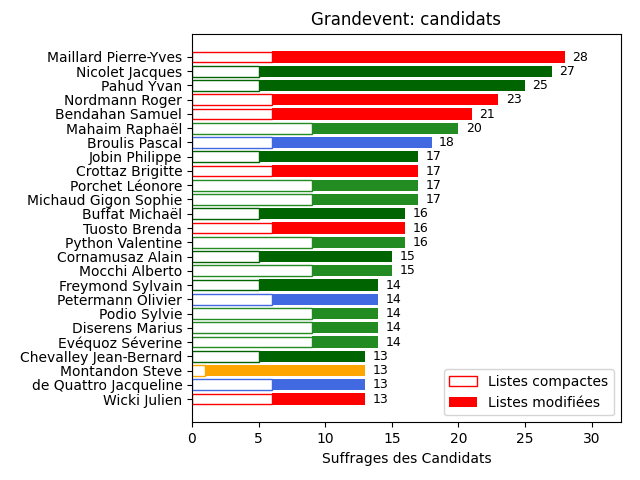 Grandevent: candidats
Maillard Pierre-Yves 28
Nicolet Jacques 27
Pahud Yvan 25
Nordmann Roger 23
Bendahan Samuel 21
Mahaim Raphaël 20
Broulis Pascal 18
Jobin Philippe 17
Crottaz Brigitte 17
Porchet Léonore 17
Michaud Gigon Sophie 17
Buffat Michaël 16
Tuosto Brenda 16
Python Valentine 16
Cornamusaz Alain 15
Mocchi Alberto 15
Freymond Sylvain 14
Petermann Olivier 14
Podio Sylvie 14
Diserens Marius 14
Evéquoz Séverine 14
Chevalley Jean-Bernard 13
Montandon Steve 13
de Quattro Jacqueline 13
Wicki Julien 13
Listes compactes
Listes modifiées
0 5 10 15 20 25 30
Suffrages des Candidats